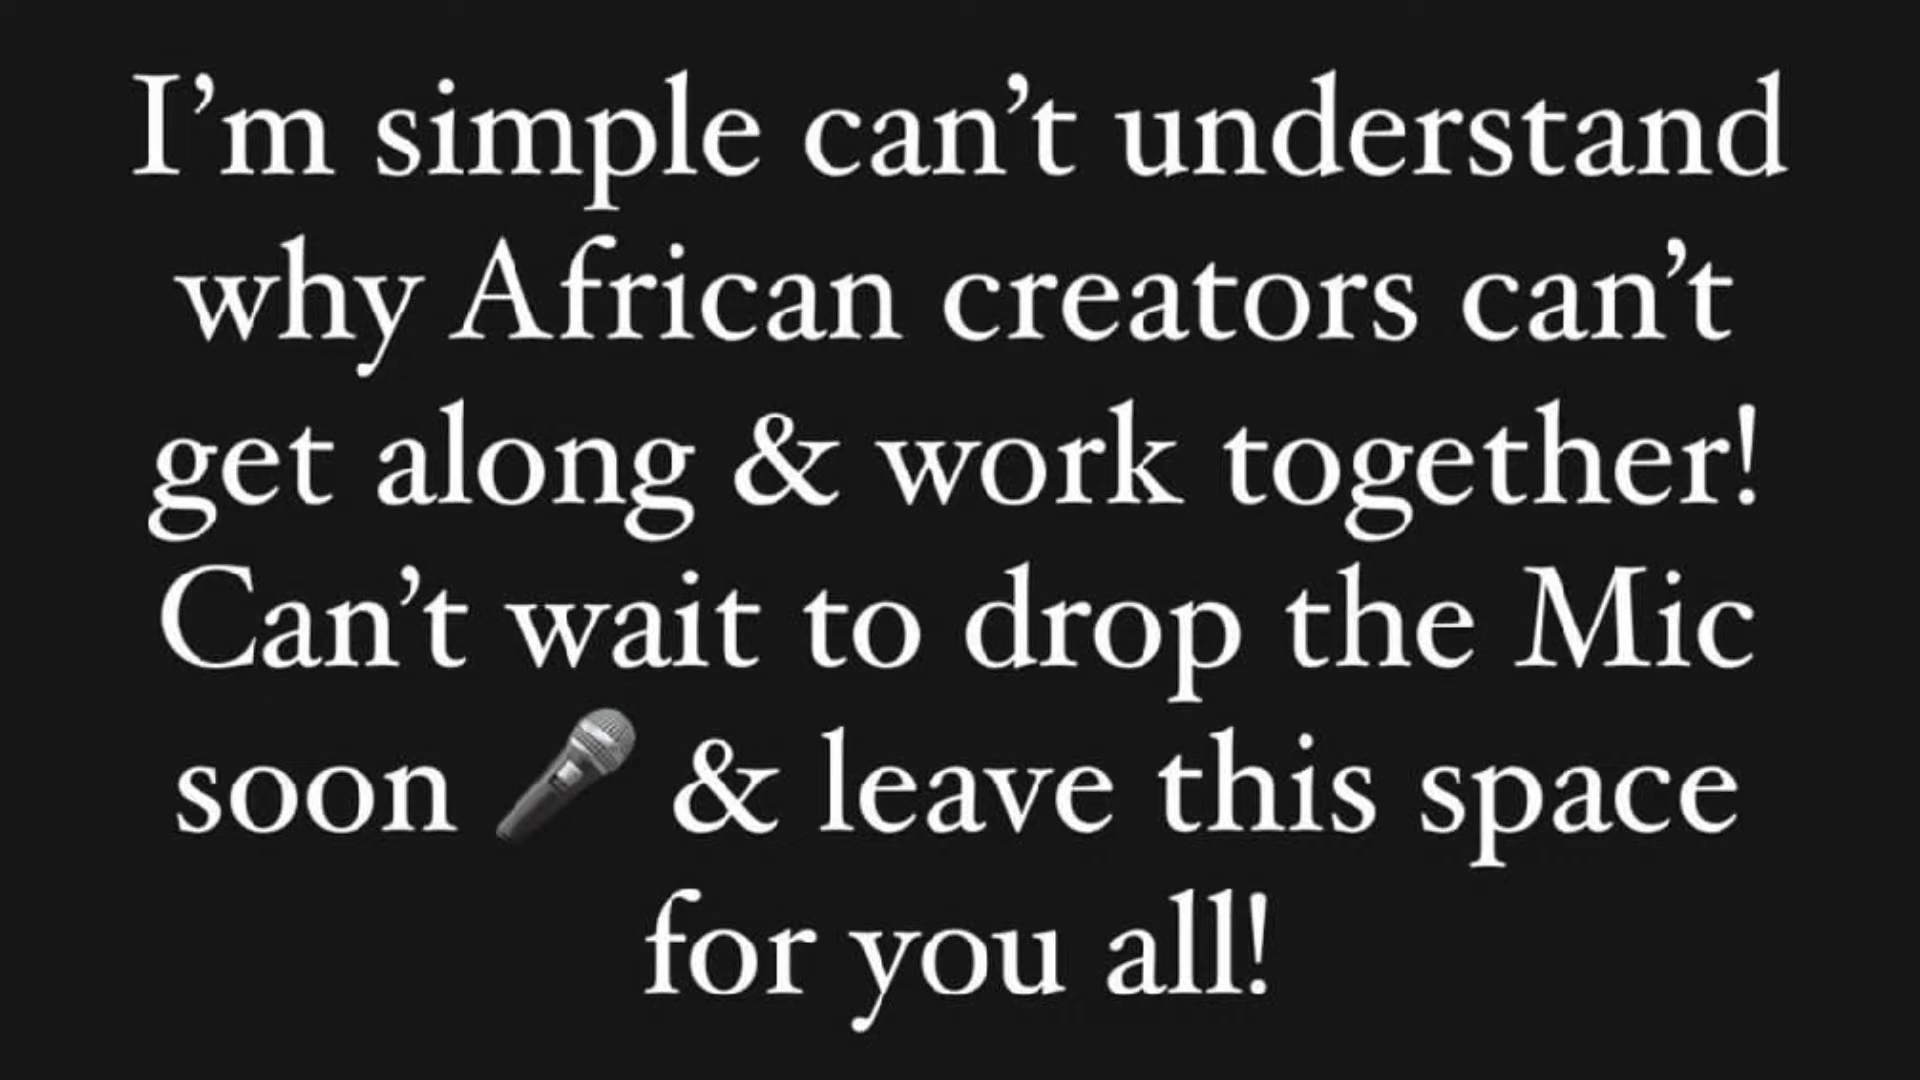 I’m simple can’t understand
why African creators can’t
get along & work together!
Can’t wait to drop the Mic
soon 🎤 & leave this space
for you all!